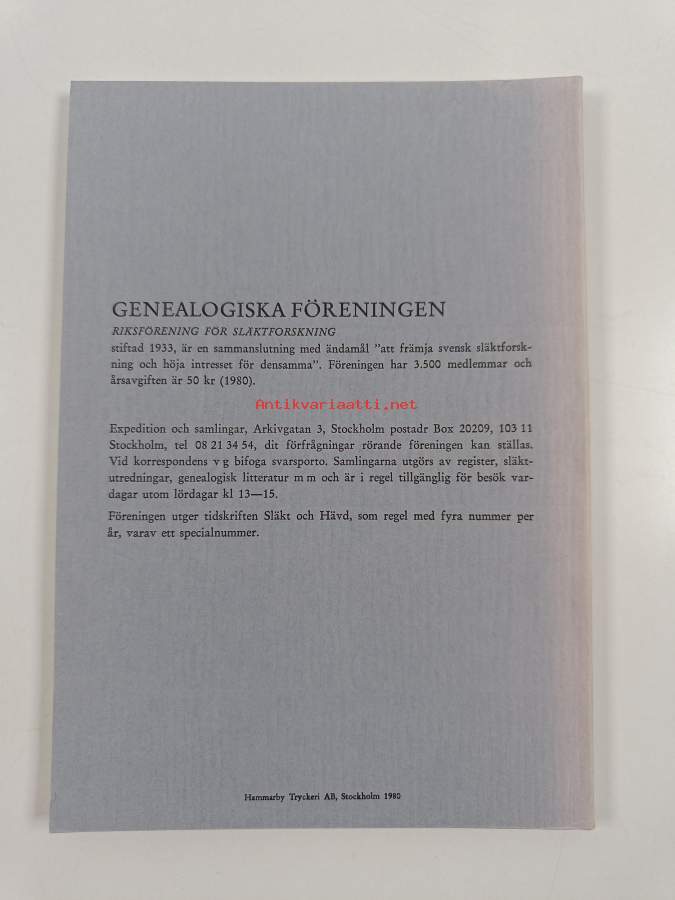 GENEALOGISKA FÖRENINGEN
RIKSFÖRENING FÖR SLÄKTFORSKNING
stiftad 1933, är en sammanslutning med ändamål ”att främja svensk släktforsk-
ning och höja intresset för densamma”. Föreningen har 3.500 medlemmar och
årsavgiften är 50 kr (1980).
Antikvariaatti.net
Expedition och samlingar, Arkivgatan 3, Stockholm postadr Box 20209, 103 11
Stockholm, tel 08 21 34 54, dit förfrågningar rörande föreningen kan ställas.
Vid korrespondens v g bifoga svarsporto. Samlingarna utgörs av register, släkt-
utredningar, genealogisk litteratur m m och är i regel tillgänglig för besök var-
dagar utom lördagar kl 13—15.
Föreningen utger tidskriften Släkt och Hävd, som regel med fyra nummer per
år, varav ett specialnummer.
Hammarby Tryckeri AB, Stockholm 1980